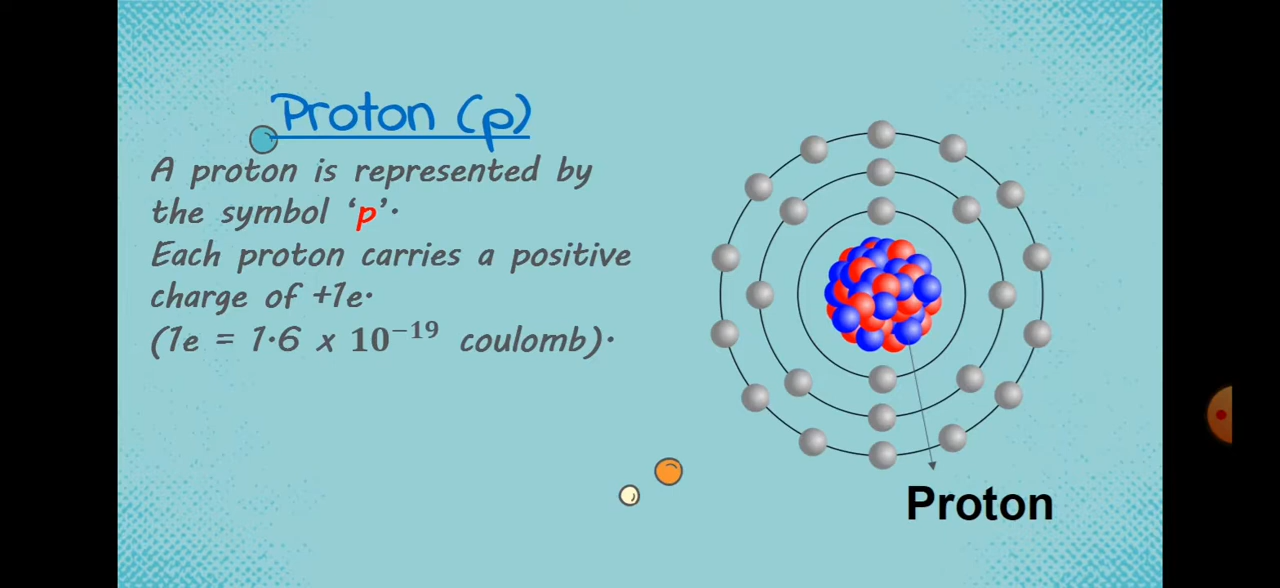 Proton (p)
A proton is represented by
the symbol ‘p’.
Each proton carries a positive
charge of +1e.
(1e = 1.6 x 10⁻¹⁹ coulomb).
Proton